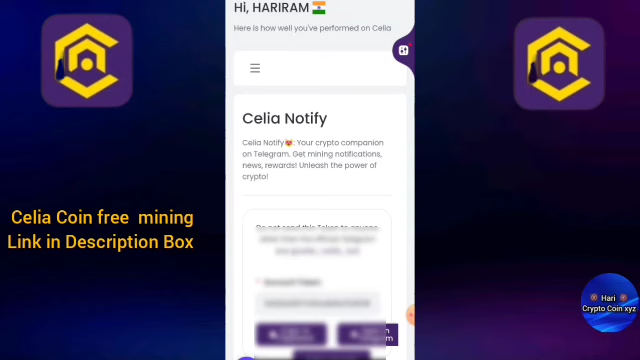 Hi, HARIRAM
Here is how well you've performed on Celia
Celia Notify
Celia Notify😻: Your crypto companion
on Telegram. Get mining notifications,
news, rewards! Unleash the power of
crypto!
Do not send this Token to anyone
Celia Coin free mining
Link in Description Box
Hari
Crypto Coin xyz